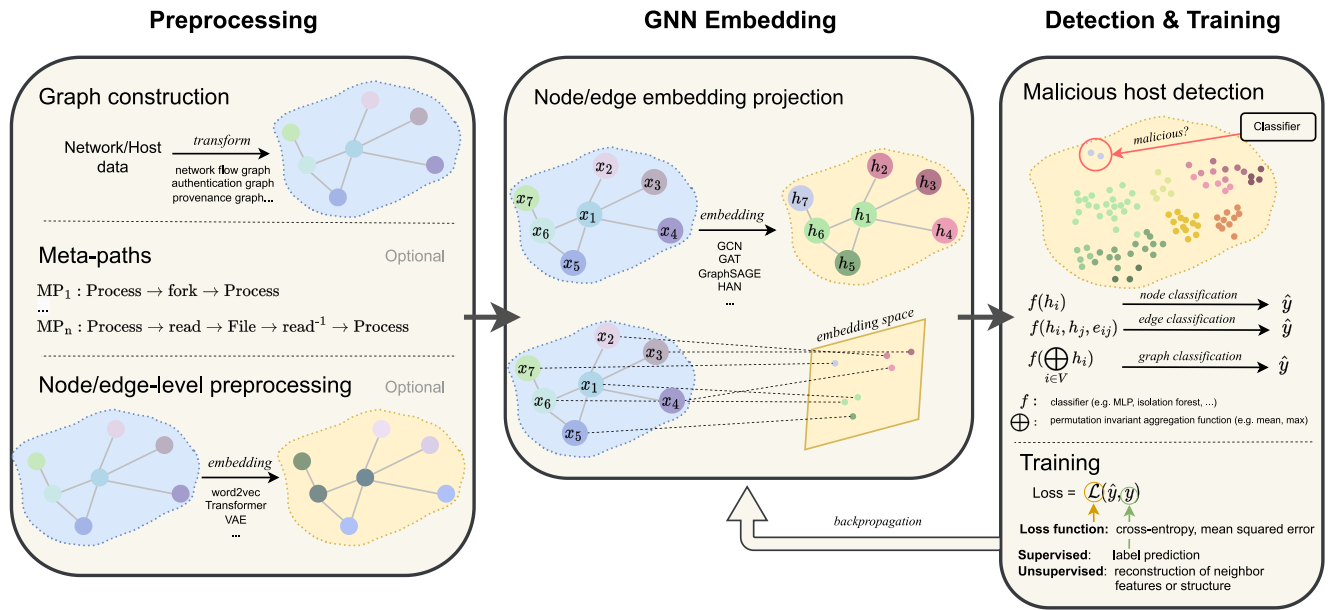 Preprocessing
Graph construction
Network/Host
data
transform
network flow graph
authentication graph
provenance graph...
Meta-paths
Optional
MP₁ : Process → fork → Process
...
MPₙ : Process → read → File → read⁻¹ → Process
Node/edge-level preprocessing
Optional
embedding
word2vec
Transformer
VAE
...
GNN Embedding
Node/edge embedding projection
x₁
x₂
x₃
x₄
x₅
x₆
x₇
embedding
GCN
GAT
GraphSAGE
HAN
...
h₁
h₂
h₃
h₄
h₅
h₆
h₇
x₁
x₂
x₃
x₄
x₅
x₆
x₇
embedding space
Detection & Training
Malicious host detection
Classifier
malicious?
f(hᵢ) node classification ŷ
f(hᵢ, hⱼ, eᵢⱼ) edge classification ŷ
f(⨁ hᵢ) graph classification ŷ
i∈V
f : classifier (e.g. MLP, isolation forest, ...)
⨁ : permutation invariant aggregation function (e.g. mean, max)
Training
Loss = ℒ(ŷ, y)
Loss function: cross-entropy, mean squared error
Supervised: label prediction
Unsupervised: reconstruction of neighbor
features or structure
backpropagation